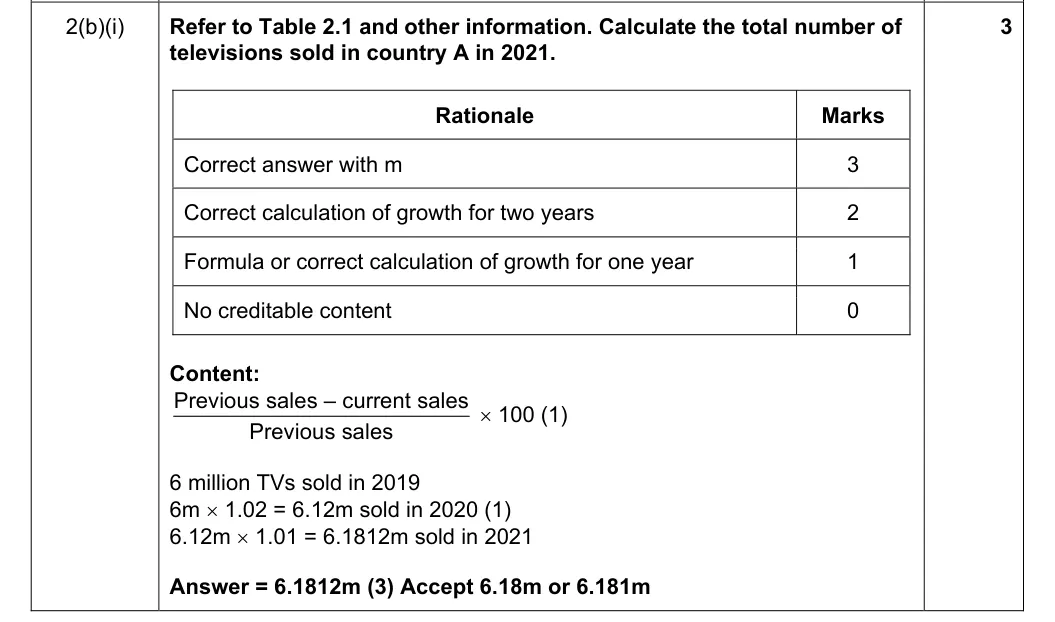 2(b)(i)
Refer to Table 2.1 and other information. Calculate the total number of
televisions sold in country A in 2021.
3
Rationale Marks
Correct answer with m 3
Correct calculation of growth for two years 2
Formula or correct calculation of growth for one year 1
No creditable content 0
Content:
Previous sales – current sales
Previous sales
× 100 (1)
6 million TVs sold in 2019
6m × 1.02 = 6.12m sold in 2020 (1)
6.12m × 1.01 = 6.1812m sold in 2021
Answer = 6.1812m (3) Accept 6.18m or 6.181m